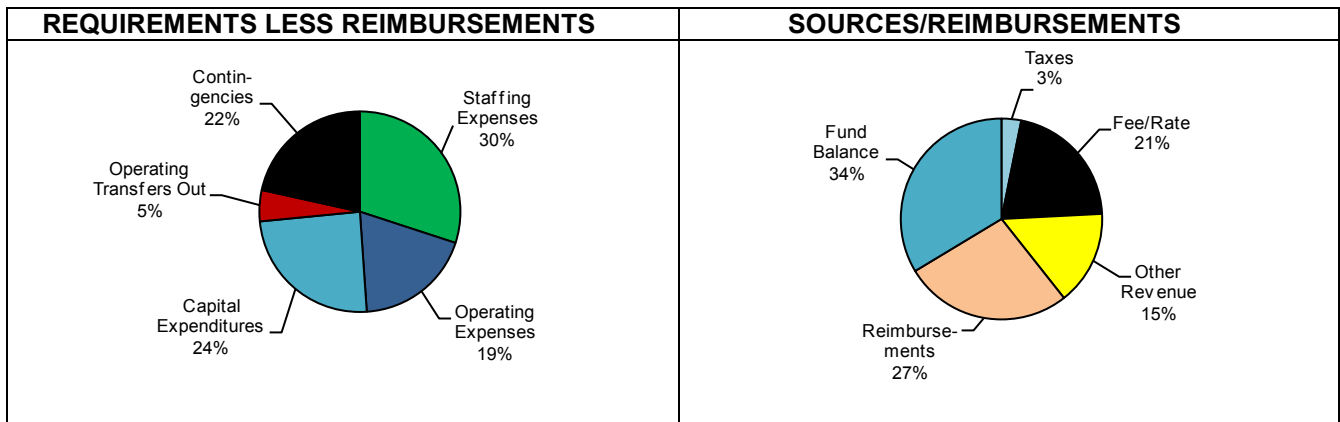 REQUIREMENTS LESS REIMBURSEMENTS
Contin-
gencies
22%
Staffing
Expenses
30%
Operating
Transfers Out
5%
Capital
Expenditures
24%
Operating
Expenses
19%
SOURCES/REIMBURSEMENTS
Taxes
3%
Fund
Balance
34%
Fee/Rate
21%
Other
Revenue
15%
Reimburse-
ments
27%